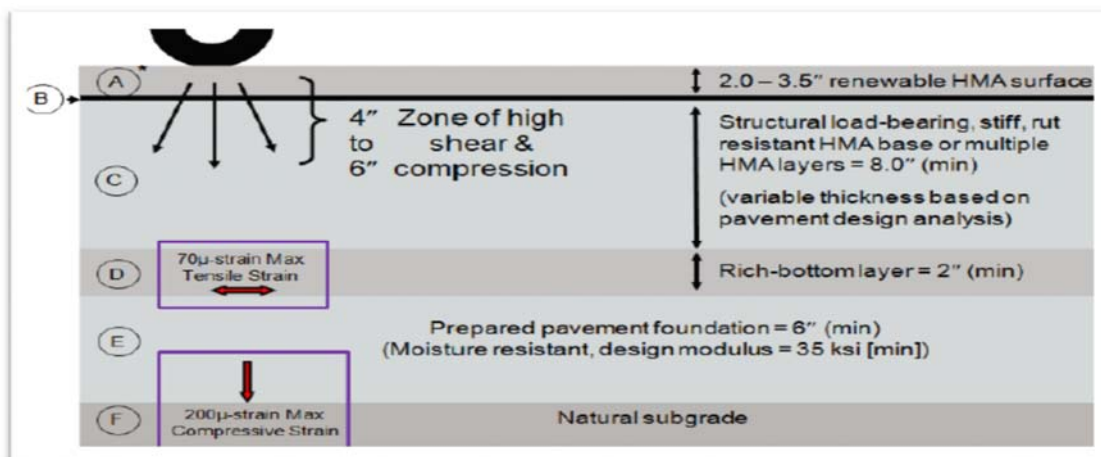 A *
2.0 – 3.5″ renewable HMA surface
B
4″ Zone of high
to shear &
6″ compression
Structural load-bearing, stiff, rut
resistant HMA base or multiple
HMA layers = 8.0″ (min)
(variable thickness based on
pavement design analysis)
C
D
70µ-strain Max
Tensile Strain
Rich-bottom layer = 2″ (min)
E
Prepared pavement foundation = 6″ (min)
(Moisture resistant, design modulus = 35 ksi [min])
F
200µ-strain Max
Compressive Strain
Natural subgrade